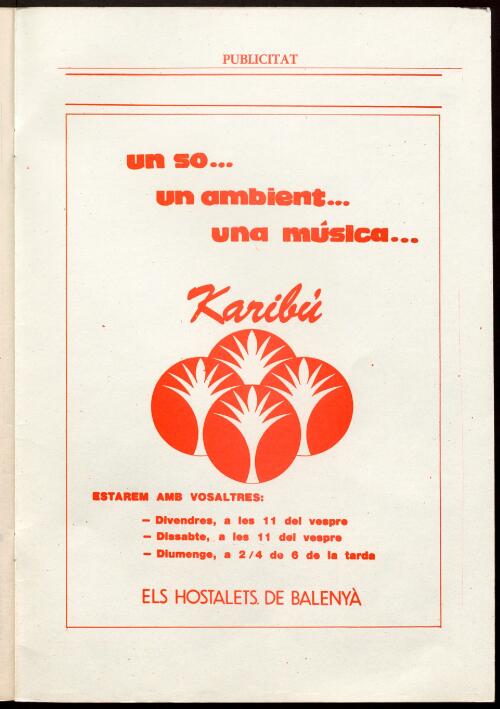 PUBLICITAT
un so...
un ambient...
una música...
Karibú
ESTAREM AMB VOSALTRES:
– Divendres, a les 11 del vespre
– Dissabte, a les 11 del vespre
– Diumenge, a 2/4 de 6 de la tarda
ELS HOSTALETS. DE BALENYÀ